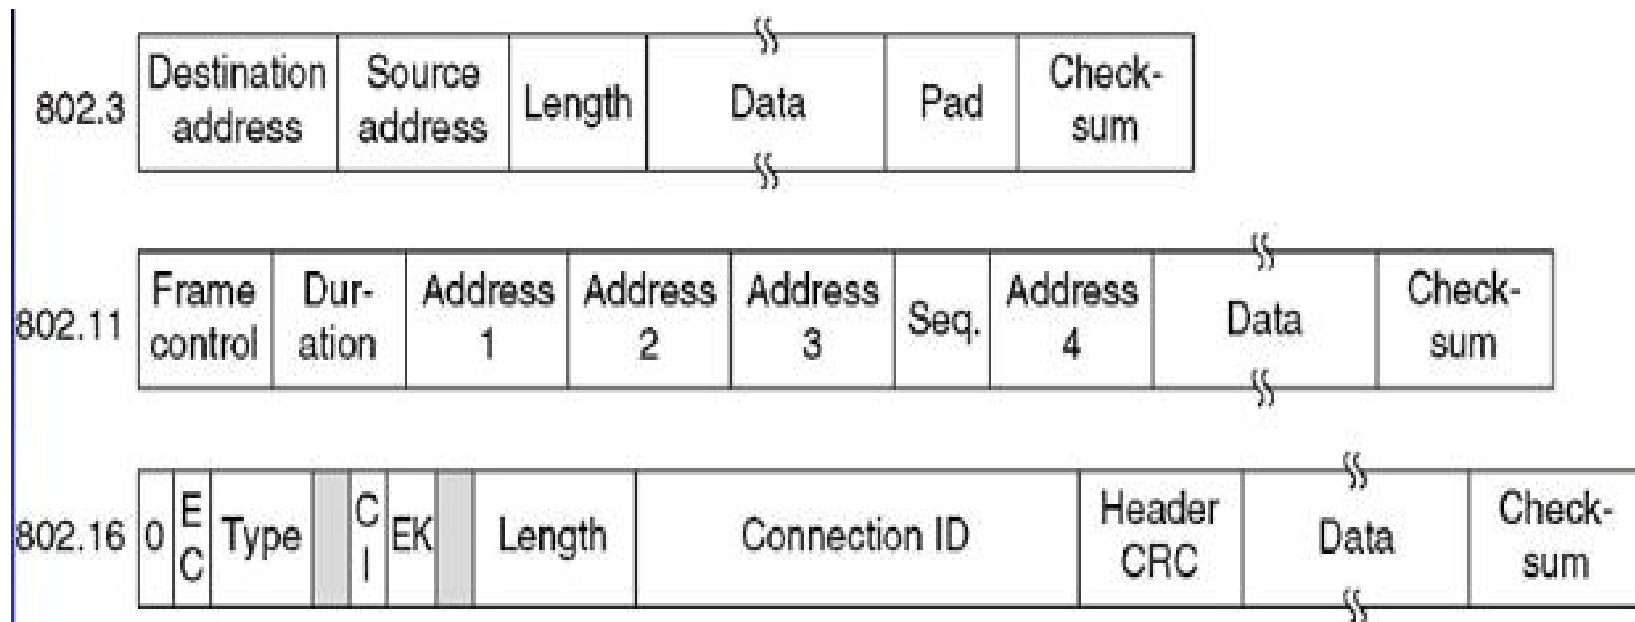 802.3 Destination address Source address Length Data Pad Check-sum
802.11 Frame control Dur-ation Address 1 Address 2 Address 3 Seq. Address 4 Data Check-sum
802.16 0 EC Type CI EK Length Connection ID Header CRC Data Check-sum